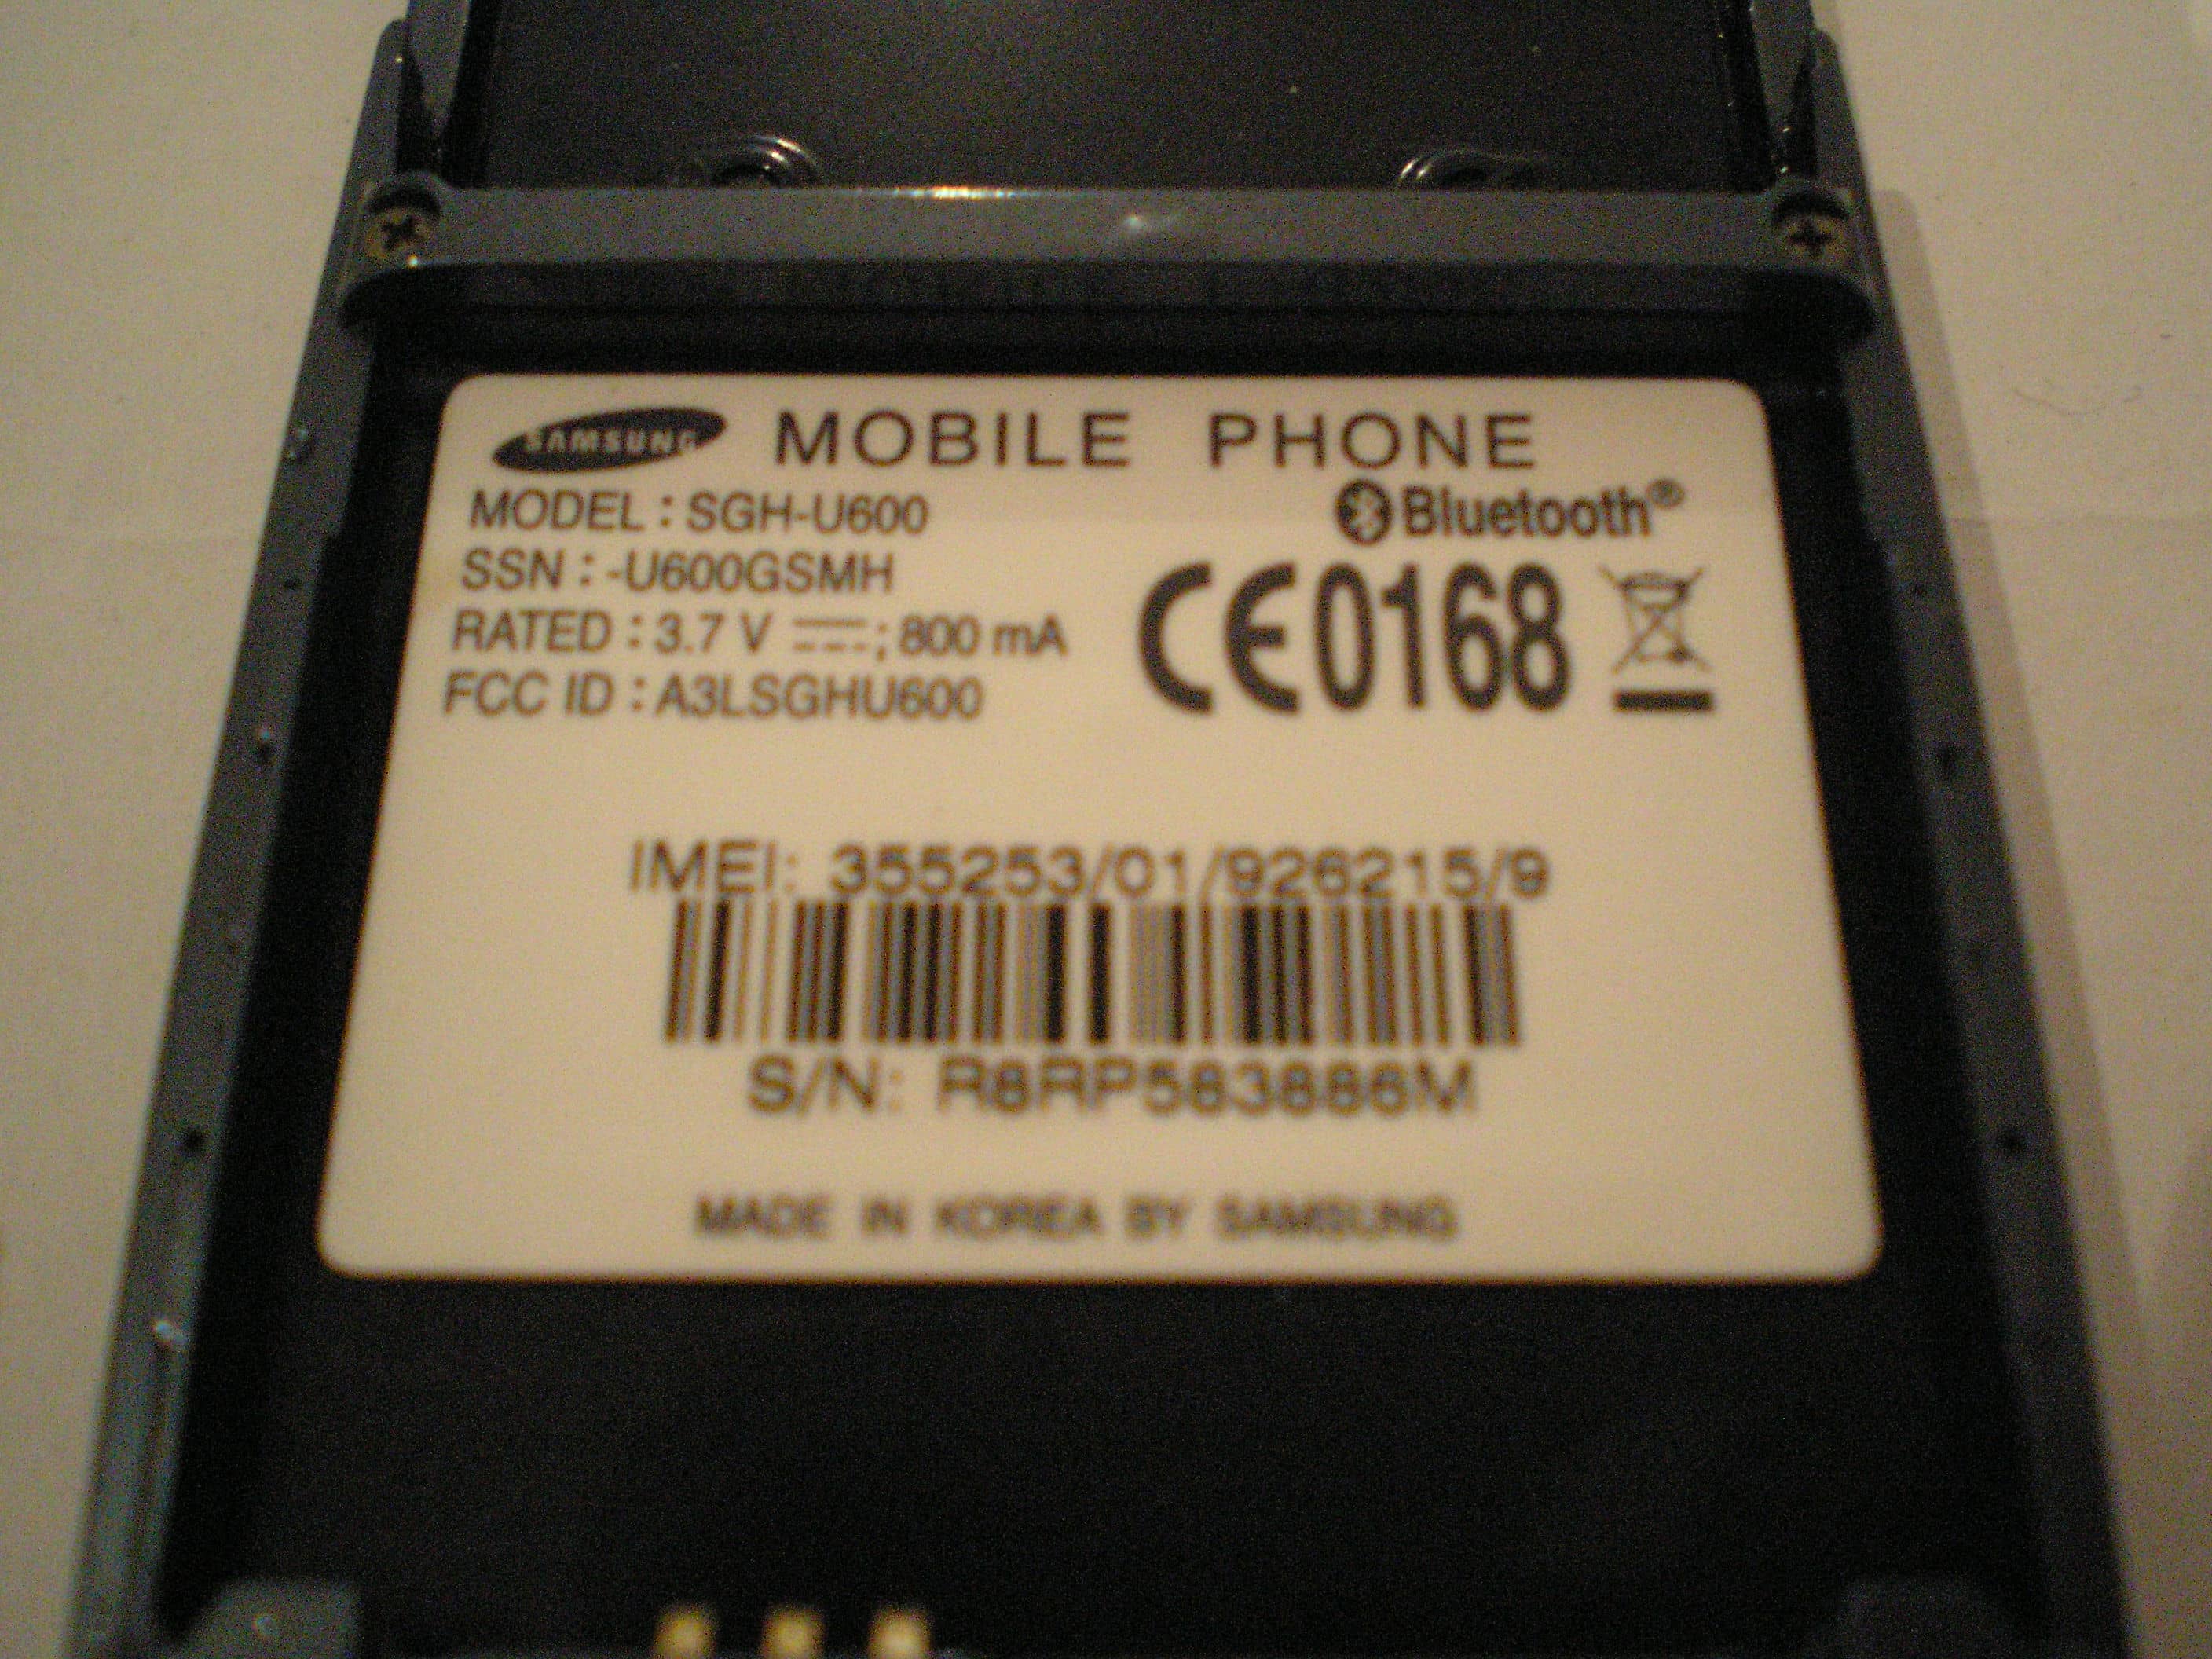 SAMSUNG MOBILE PHONE
MODEL : SGH-U600
Bluetooth®
SSN : -U600GSMH
RATED : 3.7 V ; 800 mA
CE0168
FCC ID : A3LSGHU600
IMEI: 355253/01/926215/9
S/N: R8RP583886M
MADE IN KOREA BY SAMSUNG